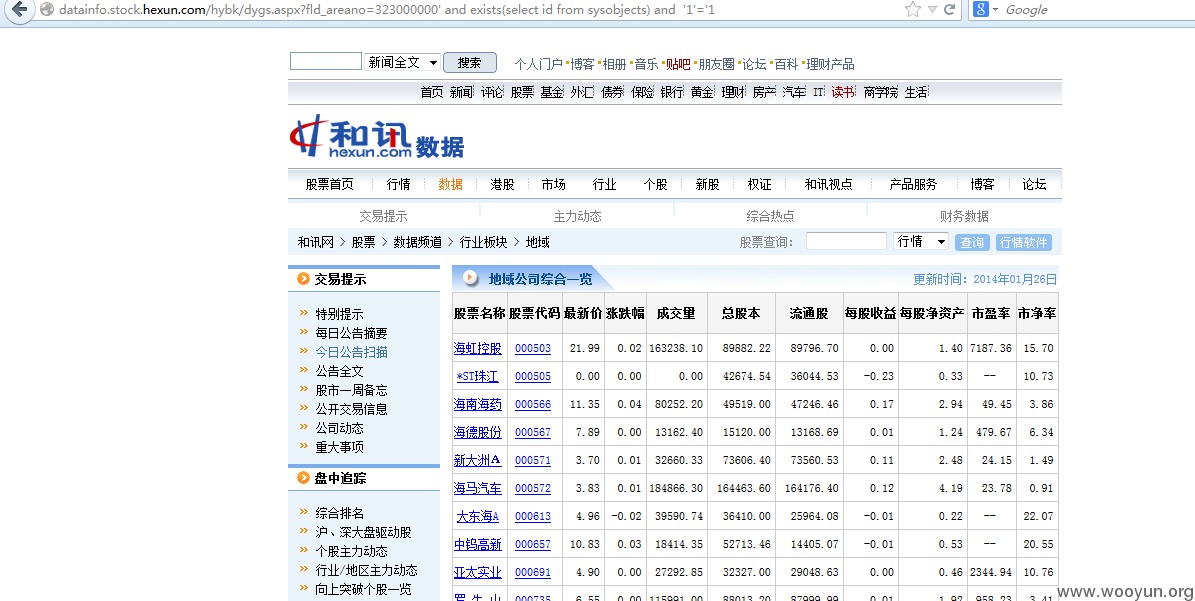 datainfo.stock.hexun.com/hybk/dygs.aspx?fld_areano=323000000' and exists(select id from sysobjects) and '1'='1
Google
新闻全文 搜索 个人门户 博客 相册 音乐 贴吧 朋友圈 论坛 百科 理财产品
首页 新闻 评论 股票 基金 外汇 债券 保险 银行 黄金 理财 房产 汽车 IT 读书 商学院 生活
和讯 数据
hexun.com
股票首页 行情 数据 港股 市场 行业 个股 新股 权证 和讯视点 产品服务 博客 论坛
交易提示 主力动态 综合热点 财务数据
和讯网 > 股票 > 数据频道 > 行业板块 > 地域 股票查询： 行情 查询 行情软件
交易提示
特别提示
每日公告摘要
今日公告扫描
公告全文
股市一周备忘
公开交易信息
公司动态
重大事项
盘中追踪
综合排名
沪、深大盘驱动股
个股主力动态
行业/地区主力动态
向上突破个股一览
地域公司综合一览 更新时间：2014年01月26日
股票名称 股票代码 最新价 涨跌幅 成交量 总股本 流通股 每股收益 每股净资产 市盈率 市净率
海虹控股 000503 21.99 0.02 163238.10 89882.22 89796.70 0.00 1.40 7187.36 15.70
*ST珠江 000505 0.00 0.00 0.00 42674.54 36044.53 -0.23 0.33 -- 10.73
海南海药 000566 11.35 0.04 80252.20 49519.00 47246.46 0.17 2.94 49.45 3.86
海德股份 000567 7.89 0.00 13162.40 15120.00 13168.69 0.01 1.24 479.67 6.34
新大洲A 000571 3.70 0.01 32660.33 73606.40 73560.53 0.11 2.48 24.15 1.49
海马汽车 000572 3.83 0.01 184866.30 164463.60 164176.40 0.12 4.19 23.78 0.91
大东海A 000613 4.96 -0.02 39590.74 36410.00 25964.08 -0.01 0.22 -- 22.07
中钨高新 000657 10.83 0.03 18414.35 52713.46 14405.07 -0.01 0.53 -- 20.55
亚太实业 000691 4.90 0.00 27292.85 32327.00 29048.63 0.00 0.46 2344.94 10.76
罗 牛 山 000735 6.55 0.00 115991.00 88013.20 87999.99 0.01 1.92 958.23 3.41
www.wooyun.org